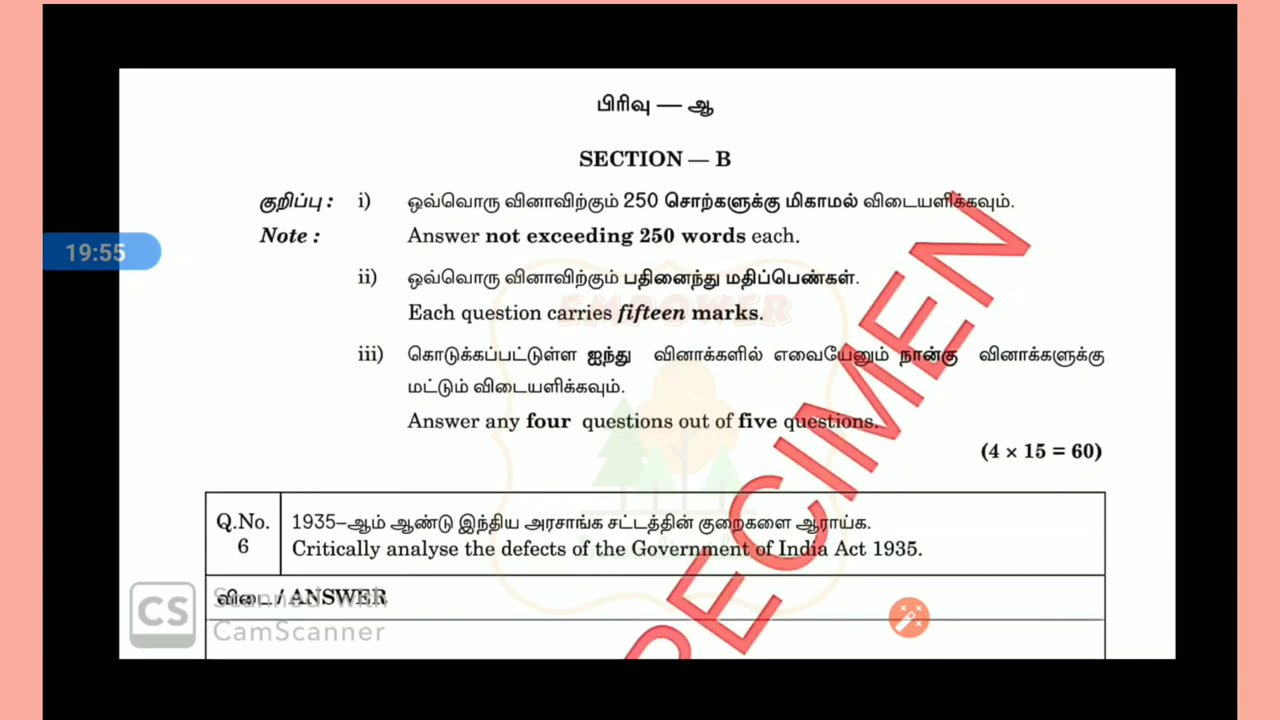 பிரிவு — ஆ
SECTION — B
குறிப்பு : i) ஒவ்வொரு வினாவிற்கும் 250 சொற்களுக்கு மிகாமல் விடையளிக்கவும்.
Note : Answer not exceeding 250 words each.
19:55
ii) ஒவ்வொரு வினாவிற்கும் பதினைந்து மதிப்பெண்கள்.
EMPOWER
Each question carries fifteen marks.
iii) கொடுக்கப்பட்டுள்ள ஐந்து வினாக்களில் எவையேனும் நான்கு வினாக்களுக்கு
மட்டும் விடையளிக்கவும்.
Answer any four questions out of five questions.
(4 × 15 = 60)
Q.No. 1935–ஆம் ஆண்டு இந்திய அரசாங்க சட்டத்தின் குறைகளை ஆராய்க.
6 Critically analyse the defects of the Government of India Act 1935.
விடை / ANSWER
CS Scanned with
CamScanner
PECIMEN